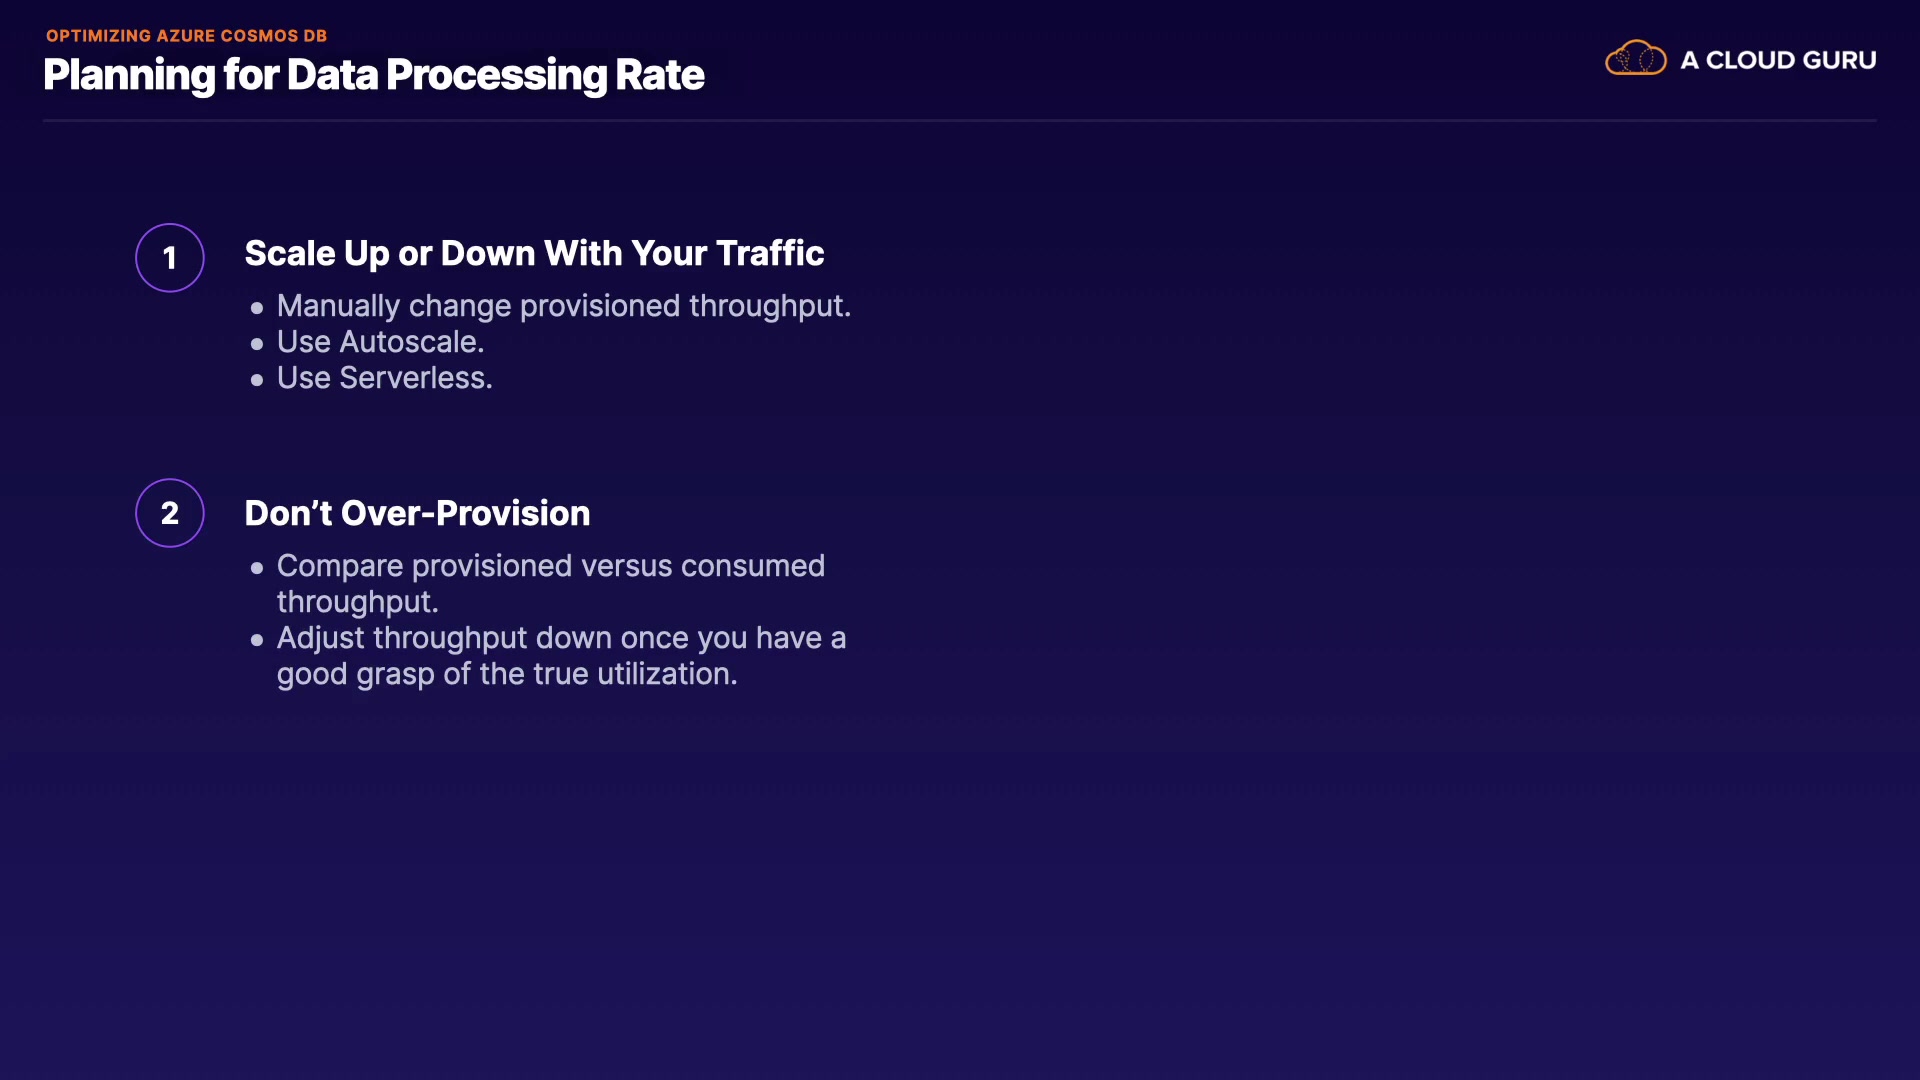 OPTIMIZING AZURE COSMOS DB
Planning for Data Processing Rate
A CLOUD GURU
1
Scale Up or Down With Your Traffic
• Manually change provisioned throughput.
• Use Autoscale.
• Use Serverless.
2
Don’t Over-Provision
• Compare provisioned versus consumed
throughput.
• Adjust throughput down once you have a
good grasp of the true utilization.